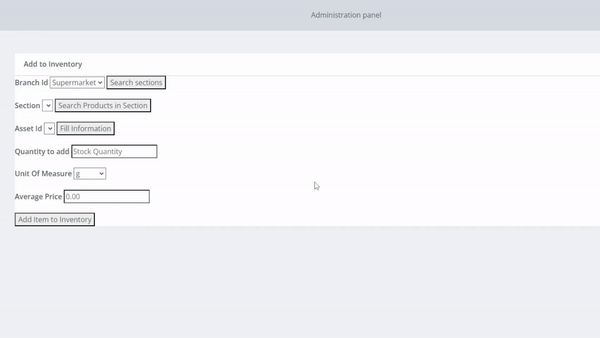 Administration panel
Add to Inventory
Branch Id Supermarket Search sections
Section Search Products in Section
Asset Id Fill Information
Quantity to add Stock Quantity
Unit Of Measure g
Average Price 0.00
Add Item to Inventory